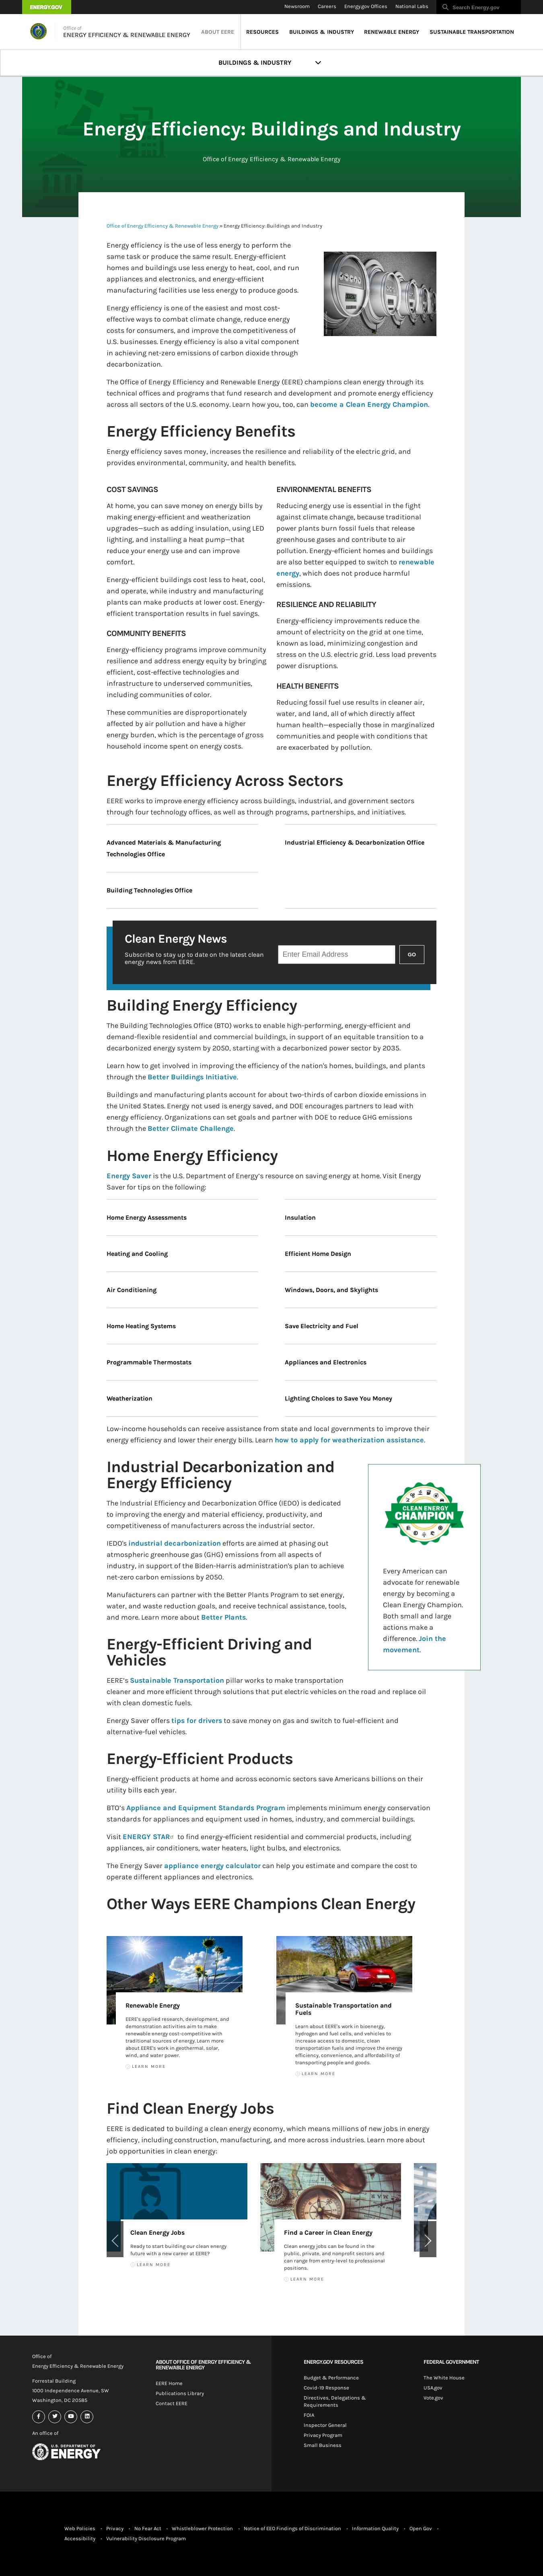 ENERGY.GOV
Newsroom Careers Energy.gov Offices National Labs Search Energy.gov
Office of
ENERGY EFFICIENCY & RENEWABLE ENERGY
ABOUT EERE RESOURCES BUILDINGS & INDUSTRY RENEWABLE ENERGY SUSTAINABLE TRANSPORTATION
BUILDINGS & INDUSTRY
Energy Efficiency: Buildings and Industry
Office of Energy Efficiency & Renewable Energy
Office of Energy Efficiency & Renewable Energy » Energy Efficiency: Buildings and Industry
Energy efficiency is the use of less energy to perform the
same task or produce the same result. Energy-efficient
homes and buildings use less energy to heat, cool, and run
appliances and electronics, and energy-efficient
manufacturing facilities use less energy to produce goods.
Energy efficiency is one of the easiest and most cost-
effective ways to combat climate change, reduce energy
costs for consumers, and improve the competitiveness of
U.S. businesses. Energy efficiency is also a vital component
in achieving net-zero emissions of carbon dioxide through
decarbonization.
The Office of Energy Efficiency and Renewable Energy (EERE) champions clean energy through its
technical offices and programs that fund research and development and promote energy efficiency
across all sectors of the U.S. economy. Learn how you, too, can become a Clean Energy Champion.
Energy Efficiency Benefits
Energy efficiency saves money, increases the resilience and reliability of the electric grid, and
provides environmental, community, and health benefits.
COST SAVINGS
At home, you can save money on energy bills by
making energy-efficient and weatherization
upgrades—such as adding insulation, using LED
lighting, and installing a heat pump—that
reduce your energy use and can improve
comfort.
Energy-efficient buildings cost less to heat, cool,
and operate, while industry and manufacturing
plants can make products at lower cost. Energy-
efficient transportation results in fuel savings.
COMMUNITY BENEFITS
Energy-efficiency programs improve community
resilience and address energy equity by bringing
efficient, cost-effective technologies and
infrastructure to underserved communities,
including communities of color.
These communities are disproportionately
affected by air pollution and have a higher
energy burden, which is the percentage of gross
household income spent on energy costs.
ENVIRONMENTAL BENEFITS
Reducing energy use is essential in the fight
against climate change, because traditional
power plants burn fossil fuels that release
greenhouse gases and contribute to air
pollution. Energy-efficient homes and buildings
are also better equipped to switch to renewable
energy, which does not produce harmful
emissions.
RESILIENCE AND RELIABILITY
Energy-efficiency improvements reduce the
amount of electricity on the grid at one time,
known as load, minimizing congestion and
stress on the U.S. electric grid. Less load prevents
power disruptions.
HEALTH BENEFITS
Reducing fossil fuel use results in cleaner air,
water, and land, all of which directly affect
human health—especially those in marginalized
communities and people with conditions that
are exacerbated by pollution.
Energy Efficiency Across Sectors
EERE works to improve energy efficiency across buildings, industrial, and government sectors
through four technology offices, as well as through programs, partnerships, and initiatives.
Advanced Materials & Manufacturing
Technologies Office
Industrial Efficiency & Decarbonization Office
Building Technologies Office
Clean Energy News
Subscribe to stay up to date on the latest clean
energy news from EERE.
Enter Email Address GO
Building Energy Efficiency
The Building Technologies Office (BTO) works to enable high-performing, energy-efficient and
demand-flexible residential and commercial buildings, in support of an equitable transition to a
decarbonized energy system by 2050, starting with a decarbonized power sector by 2035.
Learn how to get involved in improving the efficiency of the nation's homes, buildings, and plants
through the Better Buildings Initiative.
Buildings and manufacturing plants account for about two-thirds of carbon dioxide emissions in
the United States. Energy not used is energy saved, and DOE encourages partners to lead with
energy efficiency. Organizations can set goals and partner with DOE to reduce GHG emissions
through the Better Climate Challenge.
Home Energy Efficiency
Energy Saver is the U.S. Department of Energy's resource on saving energy at home. Visit Energy
Saver for tips on the following:
Home Energy Assessments Insulation
Heating and Cooling Efficient Home Design
Air Conditioning Windows, Doors, and Skylights
Home Heating Systems Save Electricity and Fuel
Programmable Thermostats Appliances and Electronics
Weatherization Lighting Choices to Save You Money
Low-income households can receive assistance from state and local governments to improve their
energy efficiency and lower their energy bills. Learn how to apply for weatherization assistance.
Industrial Decarbonization and
Energy Efficiency
The Industrial Efficiency and Decarbonization Office (IEDO) is dedicated to
improving the energy and material efficiency, productivity, and
competitiveness of manufacturers and industrial sector.
IEDO's industrial decarbonization efforts are aimed at phasing out
atmospheric greenhouse gas (GHG) emissions from all aspects of
industry, in support of the Biden-Harris administration's plan to achieve
net-zero carbon emissions by 2050.
Manufacturers can partner with the Better Plants Program to set energy,
water, and waste reduction goals, and receive technical assistance, tools,
and more. Learn more about Better Plants.
CLEAN ENERGY
CHAMPION
Every American can
advocate for renewable
energy by becoming a
Clean Energy Champion.
Both small and large
actions make a
difference. Join the
movement.
Energy-Efficient Driving and
Vehicles
EERE's Sustainable Transportation pillar works to make transportation
cleaner and more efficient through solutions that put electric vehicles on the road and replace oil
with clean domestic fuels.
Energy Saver offers tips for drivers to save money on gas and switch to fuel-efficient and
alternative-fuel vehicles.
Energy-Efficient Products
Energy-efficient products at home and across economic sectors save Americans billions on their
utility bills each year.
BTO's Appliance and Equipment Standards Program implements minimum energy conservation
standards for appliances and equipment used in homes, industry, and commercial buildings.
Visit ENERGY STAR to find energy-efficient residential and commercial products, including
appliances, air conditioners, water heaters, light bulbs, and electronics.
The Energy Saver appliance energy calculator can help you estimate and compare the cost to
operate different appliances and electronics.
Other Ways EERE Champions Clean Energy
Renewable Energy
EERE's applied research, development, and
demonstration activities aim to make
renewable energy cost-competitive with
traditional sources of energy. Learn more
about EERE's work in geothermal, solar,
wind, and water power.
LEARN MORE
Sustainable Transportation and
Fuels
Learn about EERE's work in bioenergy,
hydrogen and fuel cells, and vehicles to
increase access to domestic, clean
transportation fuels and improve the energy
efficiency, convenience, and affordability of
transporting people and goods.
LEARN MORE
Find Clean Energy Jobs
EERE is dedicated to building a clean energy economy, which means millions of new jobs in energy
efficiency, including construction, manufacturing, and more across industries. Learn more about
job opportunities in clean energy:
Clean Energy Jobs
Ready to start building our clean energy
future with a new career at EERE?
LEARN MORE
Find a Career in Clean Energy
Clean energy jobs can be found in the
public, private, and nonprofit sectors and
can range from entry-level to professional
positions.
LEARN MORE
Office of
Energy Efficiency & Renewable Energy
Forrestal Building
1000 Independence Avenue, SW
Washington, DC 20585
An office of
U.S. DEPARTMENT OF
ENERGY
ABOUT OFFICE OF ENERGY EFFICIENCY &
RENEWABLE ENERGY
EERE Home
Publications Library
Contact EERE
ENERGY.GOV RESOURCES
Budget & Performance
Covid-19 Response
Directives, Delegations &
Requirements
FOIA
Inspector General
Privacy Program
Small Business
FEDERAL GOVERNMENT
The White House
USA.gov
Vote.gov
Web Policies • Privacy • No Fear Act • Whistleblower Protection • Notice of EEO Findings of Discrimination • Information Quality • Open Gov •
Accessibility • Vulnerability Disclosure Program